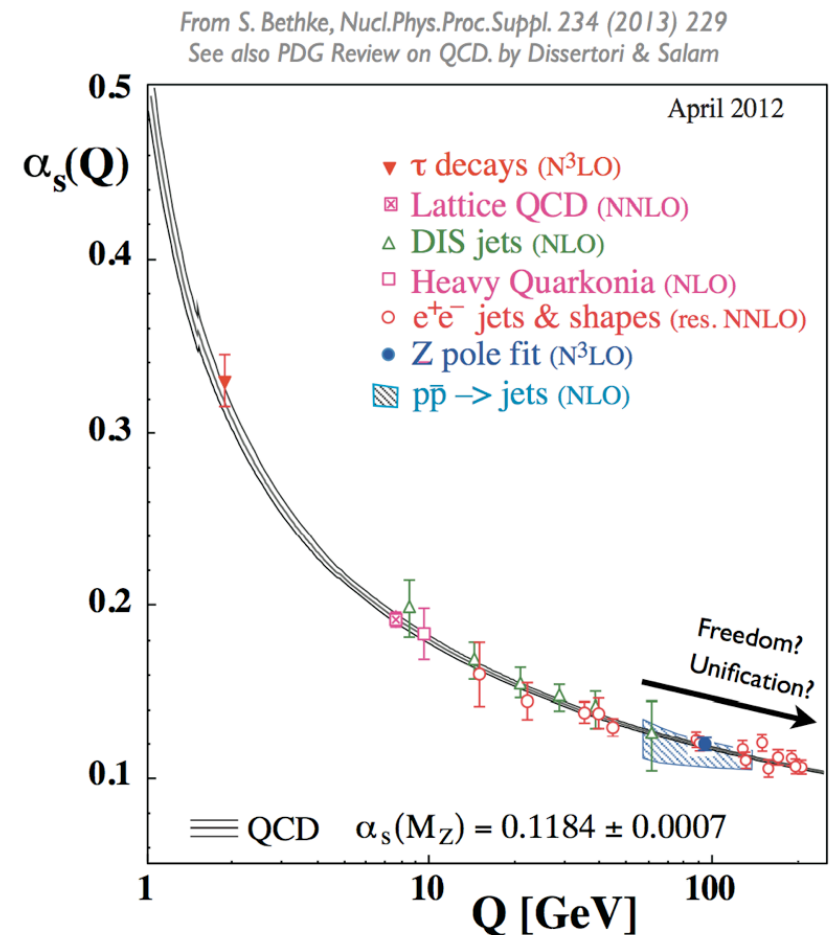 From S. Bethke, Nucl.Phys.Proc.Suppl. 234 (2013) 229
See also PDG Review on QCD. by Dissertori & Salam
April 2012
αs(Q)
0.5
0.4
0.3
0.2
0.1
τ decays (N³LO)
Lattice QCD (NNLO)
DIS jets (NLO)
Heavy Quarkonia (NLO)
e⁺e⁻ jets & shapes (res. NNLO)
Z pole fit (N³LO)
pp̅ –> jets (NLO)
Freedom?
Unification?
QCD αs(MZ) = 0.1184 ± 0.0007
1 10 100
Q [GeV]